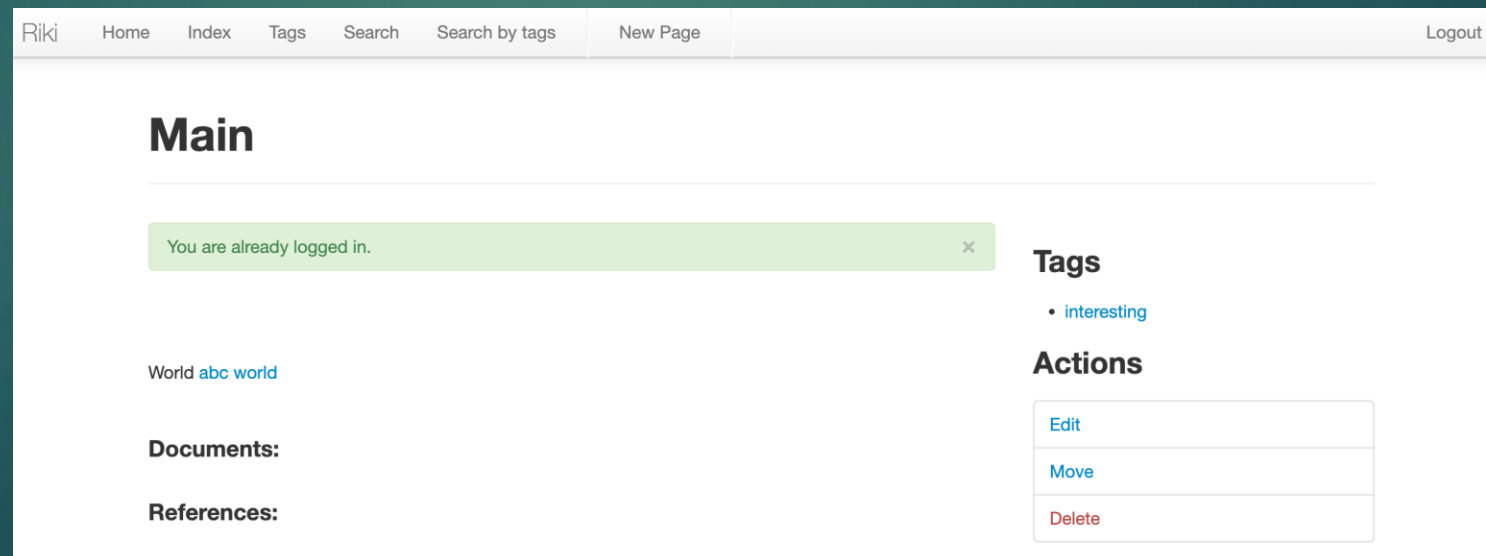 Riki Home Index Tags Search Search by tags New Page Logout
Main
You are already logged in. ×
World abc world
Documents:
References:
Tags
• interesting
Actions
Edit
Move
Delete